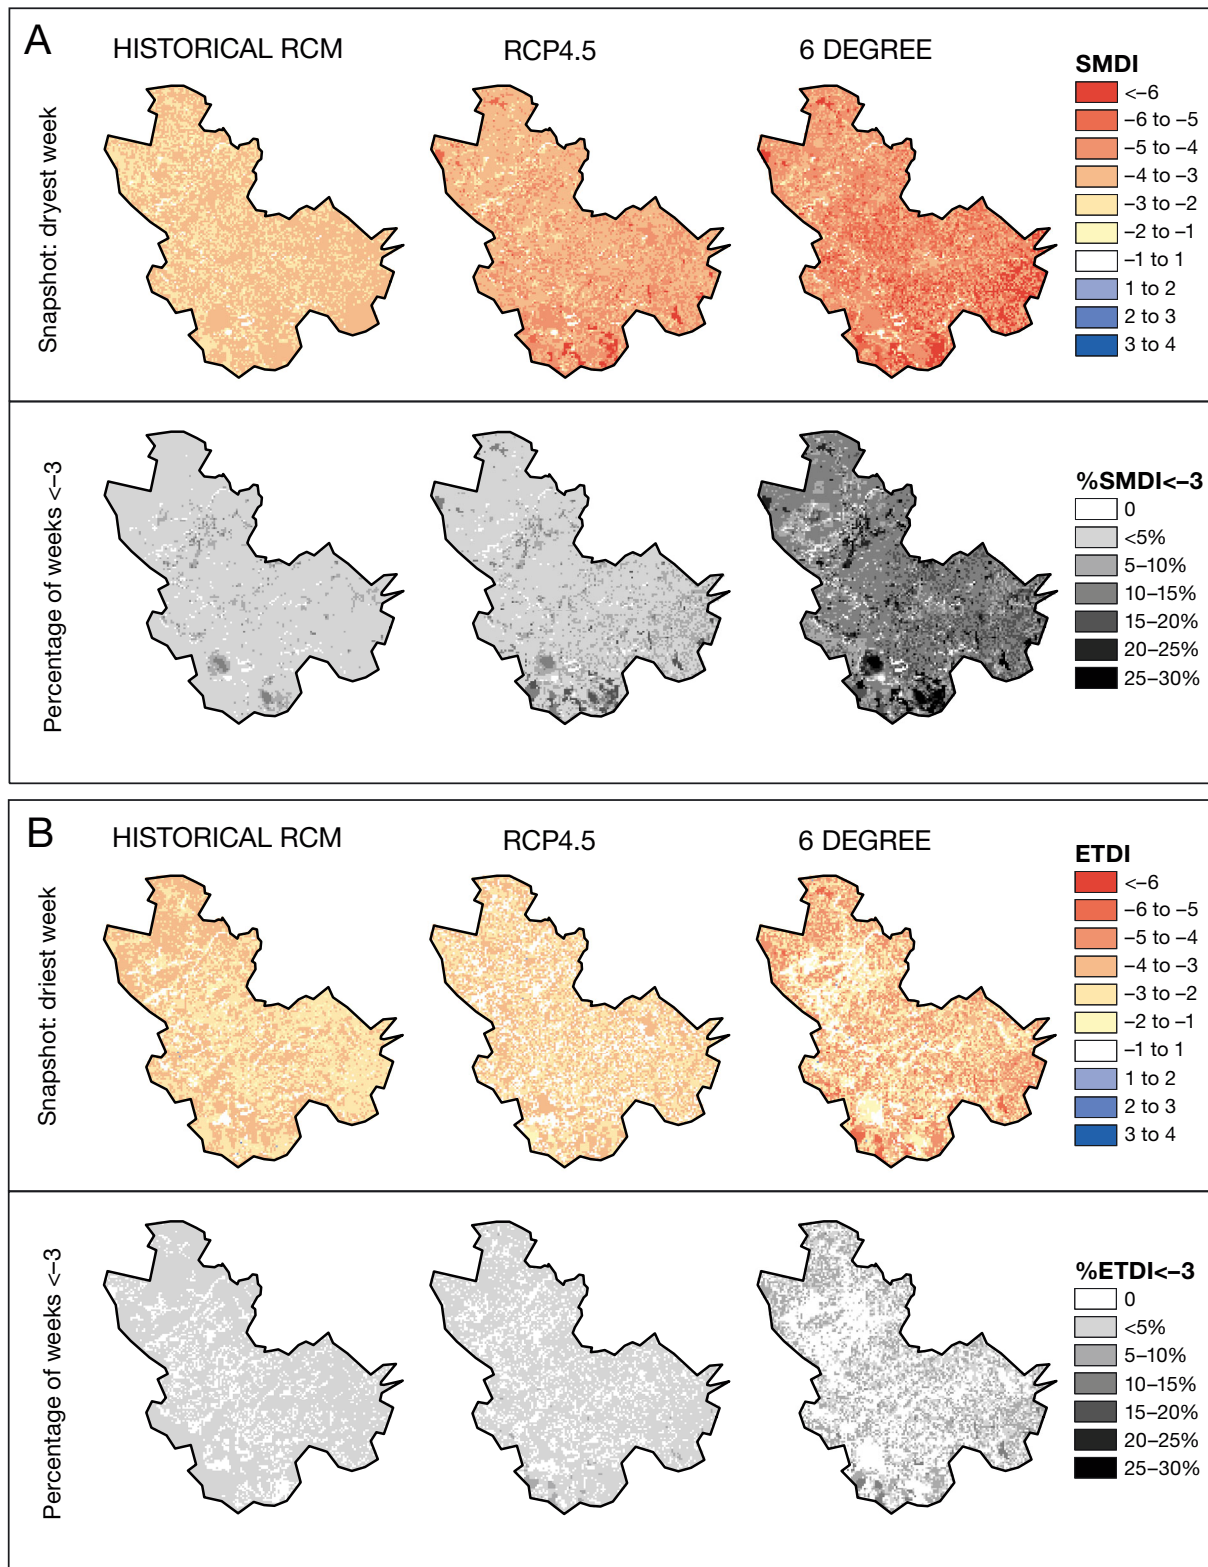 A
HISTORICAL RCM
RCP4.5
6 DEGREE
Snapshot: dryest week
SMDI
<–6
–6 to –5
–5 to –4
–4 to –3
–3 to –2
–2 to –1
–1 to 1
1 to 2
2 to 3
3 to 4
Percentage of weeks <–3
%SMDI<–3
0
<5%
5–10%
10–15%
15–20%
20–25%
25–30%
B
HISTORICAL RCM
RCP4.5
6 DEGREE
Snapshot: driest week
ETDI
<–6
–6 to –5
–5 to –4
–4 to –3
–3 to –2
–2 to –1
–1 to 1
1 to 2
2 to 3
3 to 4
Percentage of weeks <–3
%ETDI<–3
0
<5%
5–10%
10–15%
15–20%
20–25%
25–30%